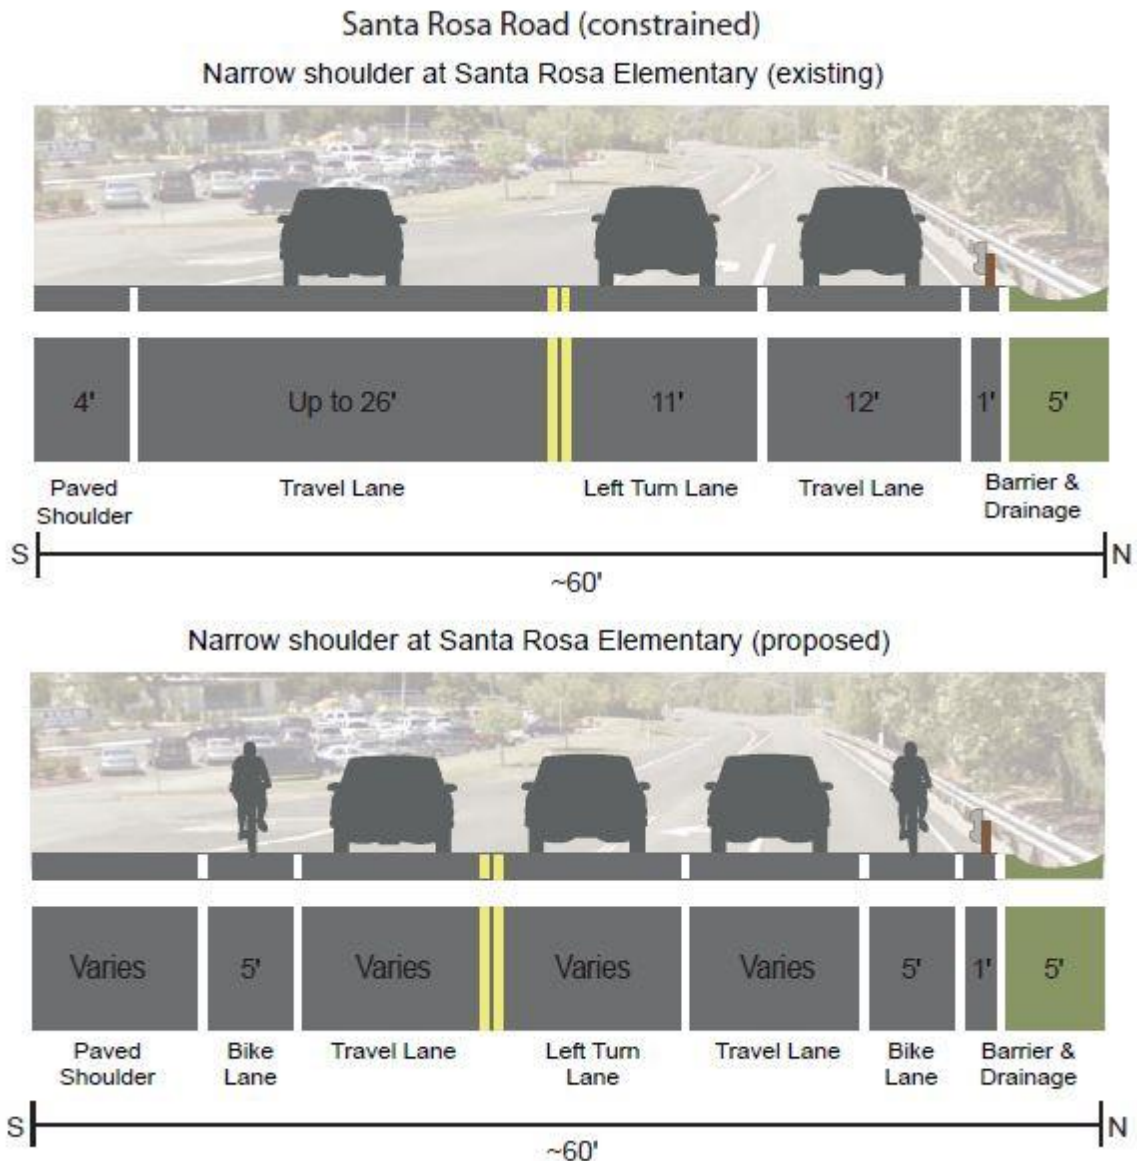 Santa Rosa Road (constrained)
Narrow shoulder at Santa Rosa Elementary (existing)
4'
Up to 26'
11'
12'
1'
5'
Paved
Shoulder
Travel Lane
Left Turn Lane
Travel Lane
Barrier &
Drainage
S
N
~60'
Narrow shoulder at Santa Rosa Elementary (proposed)
Varies
5'
Varies
Varies
Varies
5'
1'
5'
Paved
Shoulder
Bike
Lane
Travel Lane
Left Turn
Lane
Travel Lane
Bike
Lane
Barrier &
Drainage
S
N
~60'